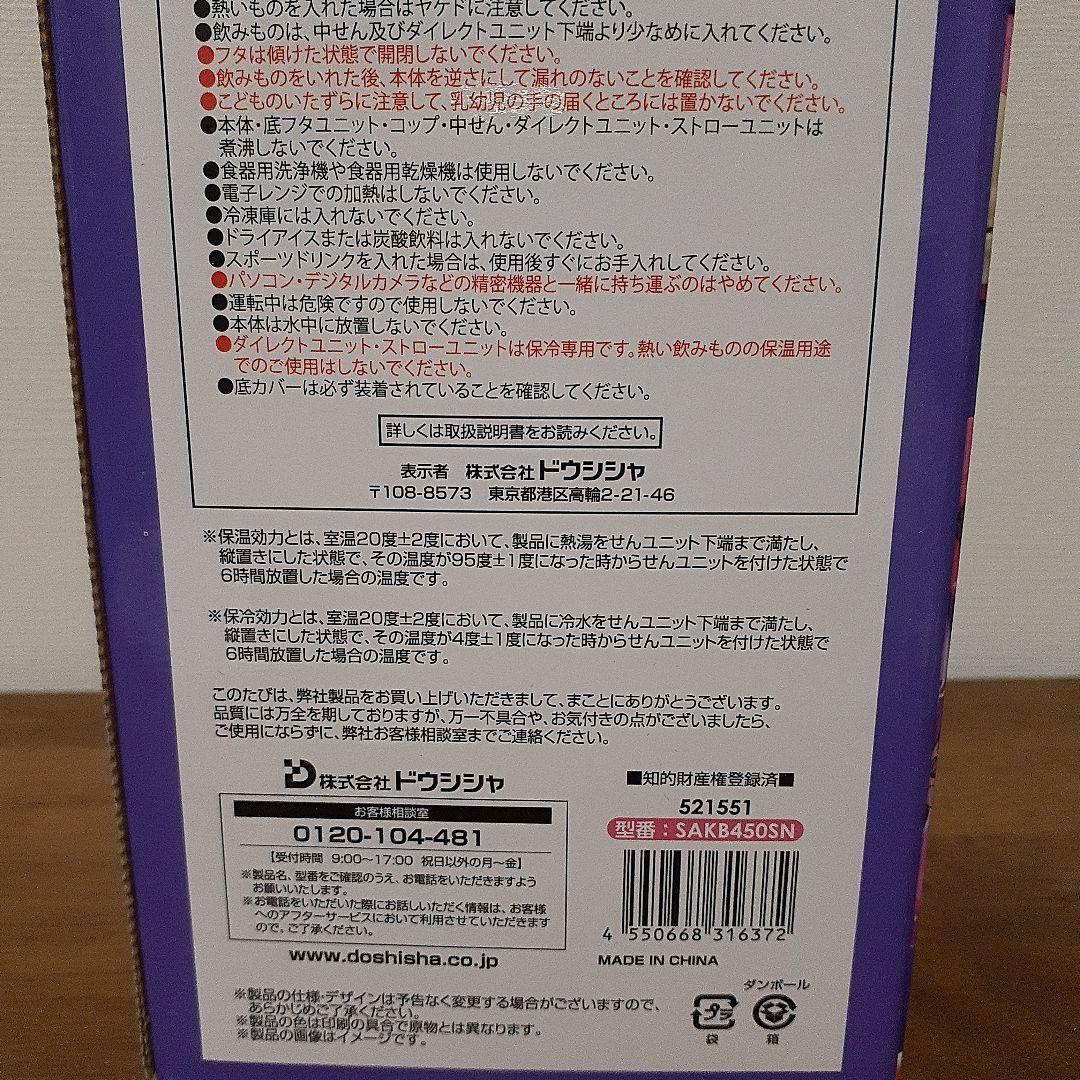 ●熱いものを入れた場合はヤケドに注意してください。
●飲みものは、中せん及びダイレクトユニット下端より少なめに入れてください。
●フタは傾けた状態で開閉しないでください。
●飲みものをいれた後、本体を逆さにして漏れのないことを確認してください。
●こどものいたずらに注意して、乳幼児の手の届くところには置かないでください。
●本体・底フタユニット・コップ・中せん・ダイレクトユニット・ストローユニットは
煮沸しないでください。
●食器用洗浄機や食器用乾燥機は使用しないでください。
●電子レンジでの加熱はしないでください。
●冷凍庫には入れないでください。
●ドライアイスまたは炭酸飲料は入れないでください。
●スポーツドリンクを入れた場合は、使用後すぐにお手入れしてください。
●パソコン・デジタルカメラなどの精密機器と一緒に持ち運ぶのはやめてください。
●運転中は危険ですので使用しないでください。
●本体は水中に放置しないでください。
●ダイレクトユニット・ストローユニットは保冷専用です。熱い飲みものの保温用途
でのご使用はしないでください。
●底カバーは必ず装着されていることを確認してください。
詳しくは取扱説明書をお読みください。
表示者 株式会社ドウシシャ
〒108-8573 東京都港区高輪2-21-46
※保温効力とは、室温20度±2度において、製品に熱湯をせんユニット下端まで満たし、
縦置きにした状態で、その温度が95度±1度になった時からせんユニットを付けた状態で
6時間放置した場合の温度です。
※保冷効力とは、室温20度±2度において、製品に冷水をせんユニット下端まで満たし、
縦置きにした状態で、その温度が4度±1度になった時からせんユニットを付けた状態で
6時間放置した場合の温度です。
このたびは、弊社製品をお買い上げいただきまして、まことにありがとうございます。
品質には万全を期しておりますが、万一不具合や、お気付きの点がございましたら、
ご使用にならずに、弊社お客様相談室までご連絡ください。
株式会社ドウシシャ
お客様相談室
0120-104-481
【受付時間 9:00〜17:00 祝日以外の月〜金】
※製品名、型番をご確認のうえ、お電話をいただきますよう
お願いいたします。
※お電話をいただいた際にお話しいただく情報は、お客様
へのアフターサービスにおいて利用させていただきます
ので、ご了承ください。
www.doshisha.co.jp
■知的財産権登録済■
521551
型番：SAKB450SN
4 550668 316372
MADE IN CHINA
※製品の仕様・デザインは予告なく変更する場合がございますので、
あらかじめご了承ください。
※製品の色は印刷の具合で原物とは異なります。
※製品の画像はイメージです。
プラ
袋
ダンボール
箱